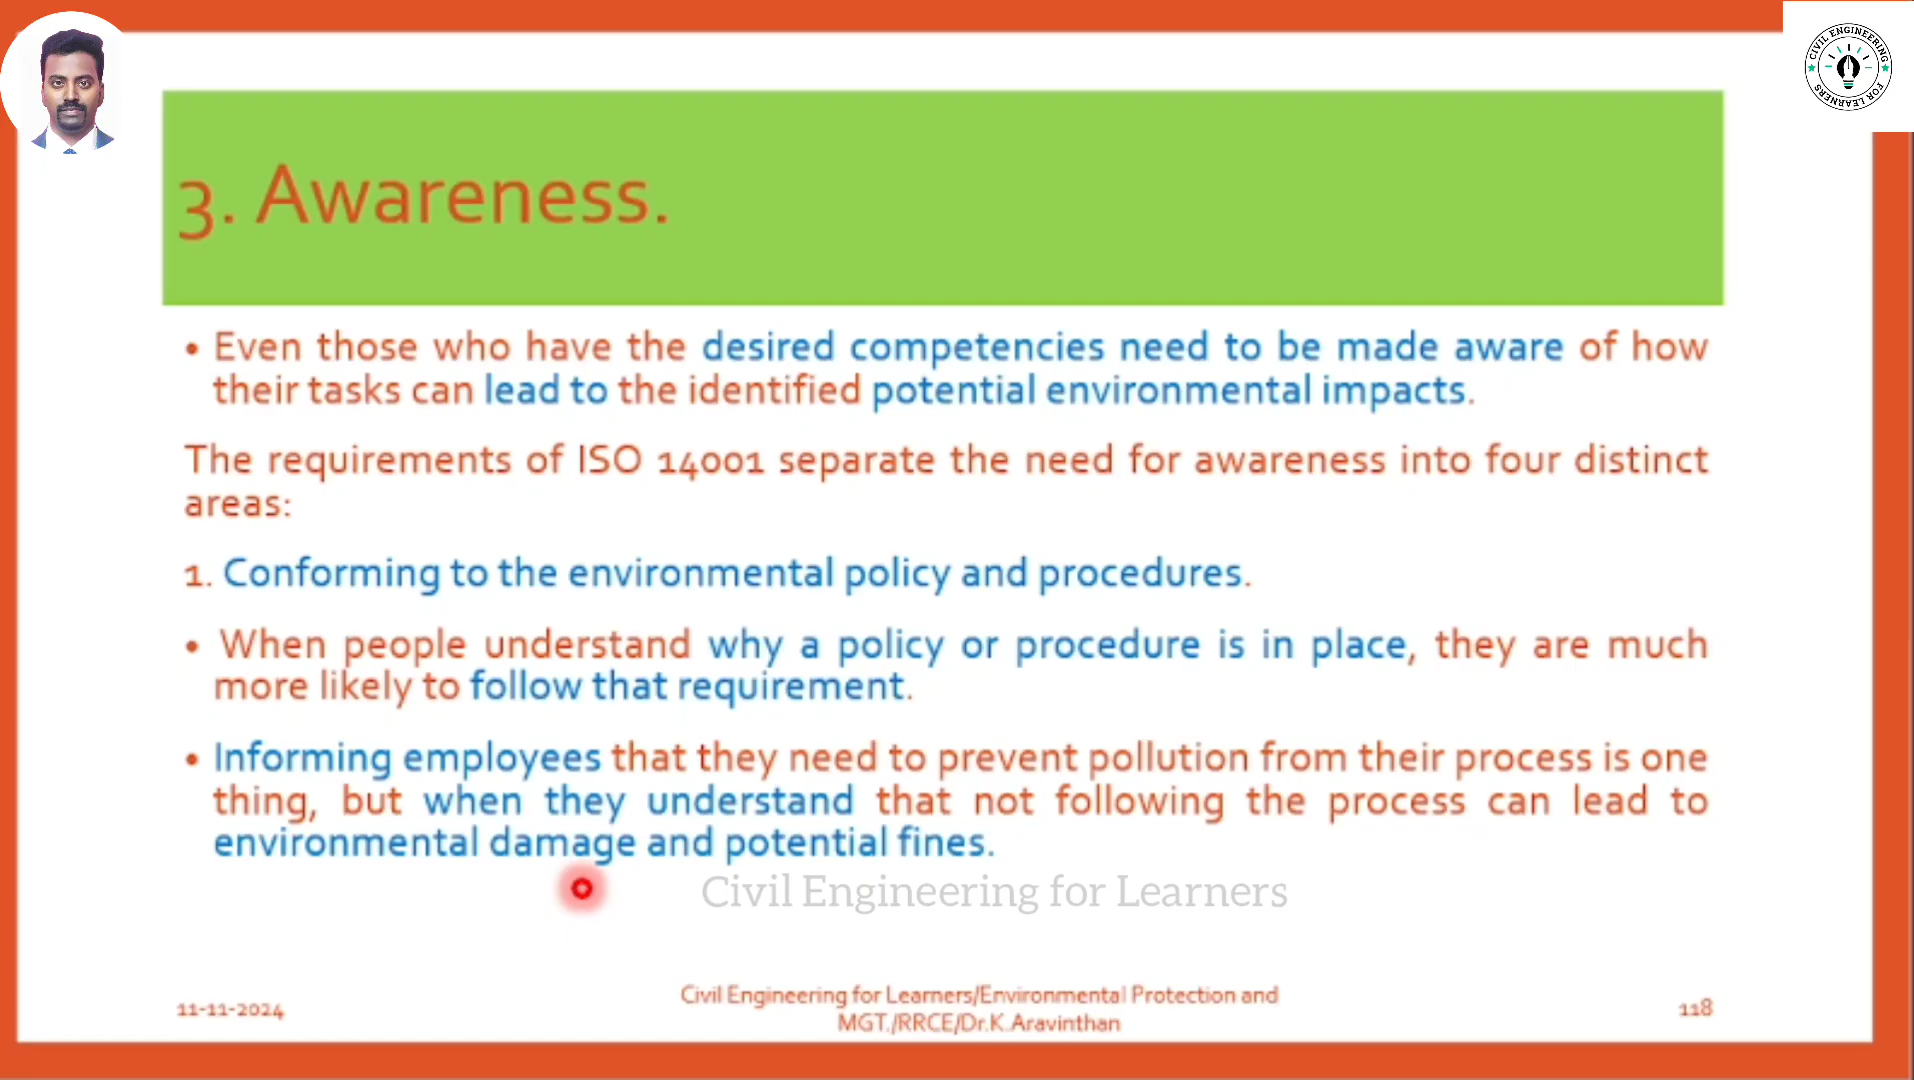 CIVIL ENGINEERING
FOR LEARNERS
3. Awareness.
• Even those who have the desired competencies need to be made aware of how
their tasks can lead to the identified potential environmental impacts.
The requirements of ISO 14001 separate the need for awareness into four distinct
areas:
1. Conforming to the environmental policy and procedures.
• When people understand why a policy or procedure is in place, they are much
more likely to follow that requirement.
• Informing employees that they need to prevent pollution from their process is one
thing, but when they understand that not following the process can lead to
environmental damage and potential fines.
Civil Engineering for Learners
11-11-2024
Civil Engineering for Learners/Environmental Protection and
MGT./RRCE/Dr.K.Aravinthan
118